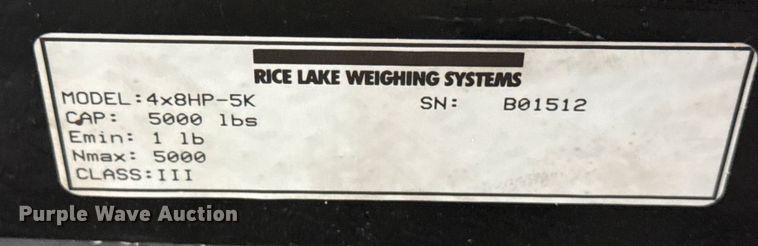 RICE LAKE WEIGHING SYSTEMS
MODEL:4x8HP-5K SN: B01512
CAP: 5000 lbs
Emin: 1 lb
Nmax: 5000
CLASS:III
Purple Wave Auction